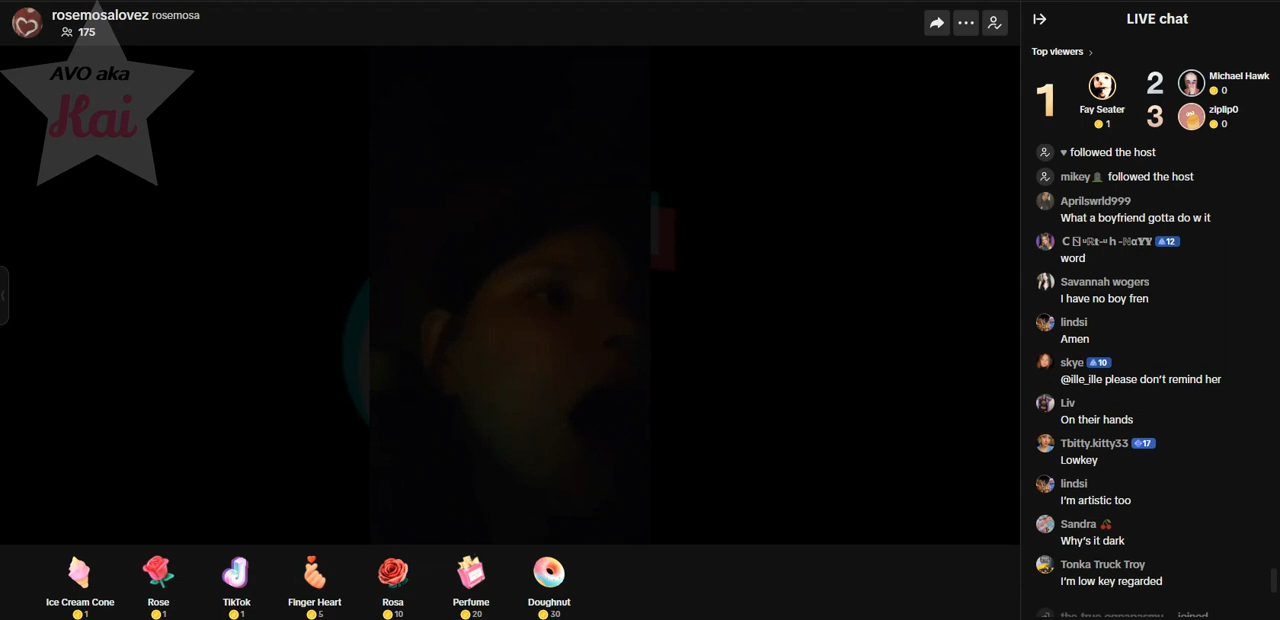 rosemosalovez rosemosa
175
AVO aka
Kai
LIVE chat
Top viewers
1
Fay Seater
1
2
Michael Hawk
0
3
ziplip0
0
♥ followed the host
mikey followed the host
Aprilswrld999
What a boyfriend gotta do w it
12
word
Savannah wogers
I have no boy fren
lindsi
Amen
skye 10
@ille_ille please don't remind her
Liv
On their hands
Tbitty.kitty33 17
Lowkey
lindsi
I'm artistic too
Sandra 🍒
Why's it dark
Tonka Truck Troy
I'm low key regarded
joined
Ice Cream Cone
1
Rose
1
TikTok
1
Finger Heart
5
Rosa
10
Perfume
20
Doughnut
30